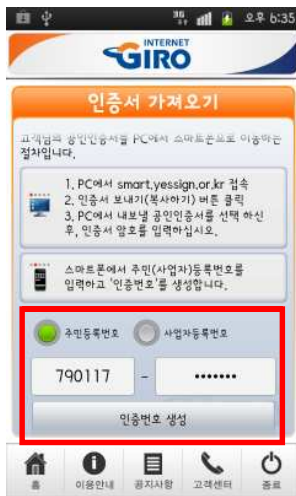 3G
오후 6:35
INTERNET
GIRO
인증서 가져오기
고객님의 공인인증서를 PC에서 스마트폰으로 이동하는
절차입니다.
1. PC에서 smart.yessign.or.kr 접속
2. 인증서 보내기(복사하기) 버튼 클릭
3. PC에서 내보낼 공인인증서를 선택 하신
후, 인증서 암호를 입력하십시오.
스마트폰에서 주민(사업자)등록번호를
입력하고 '인증번호'를 생성합니다.
주민등록번호 사업자등록번호
790117 - •••••••
인증번호 생성
홈 이용안내 공지사항 고객센터 종료